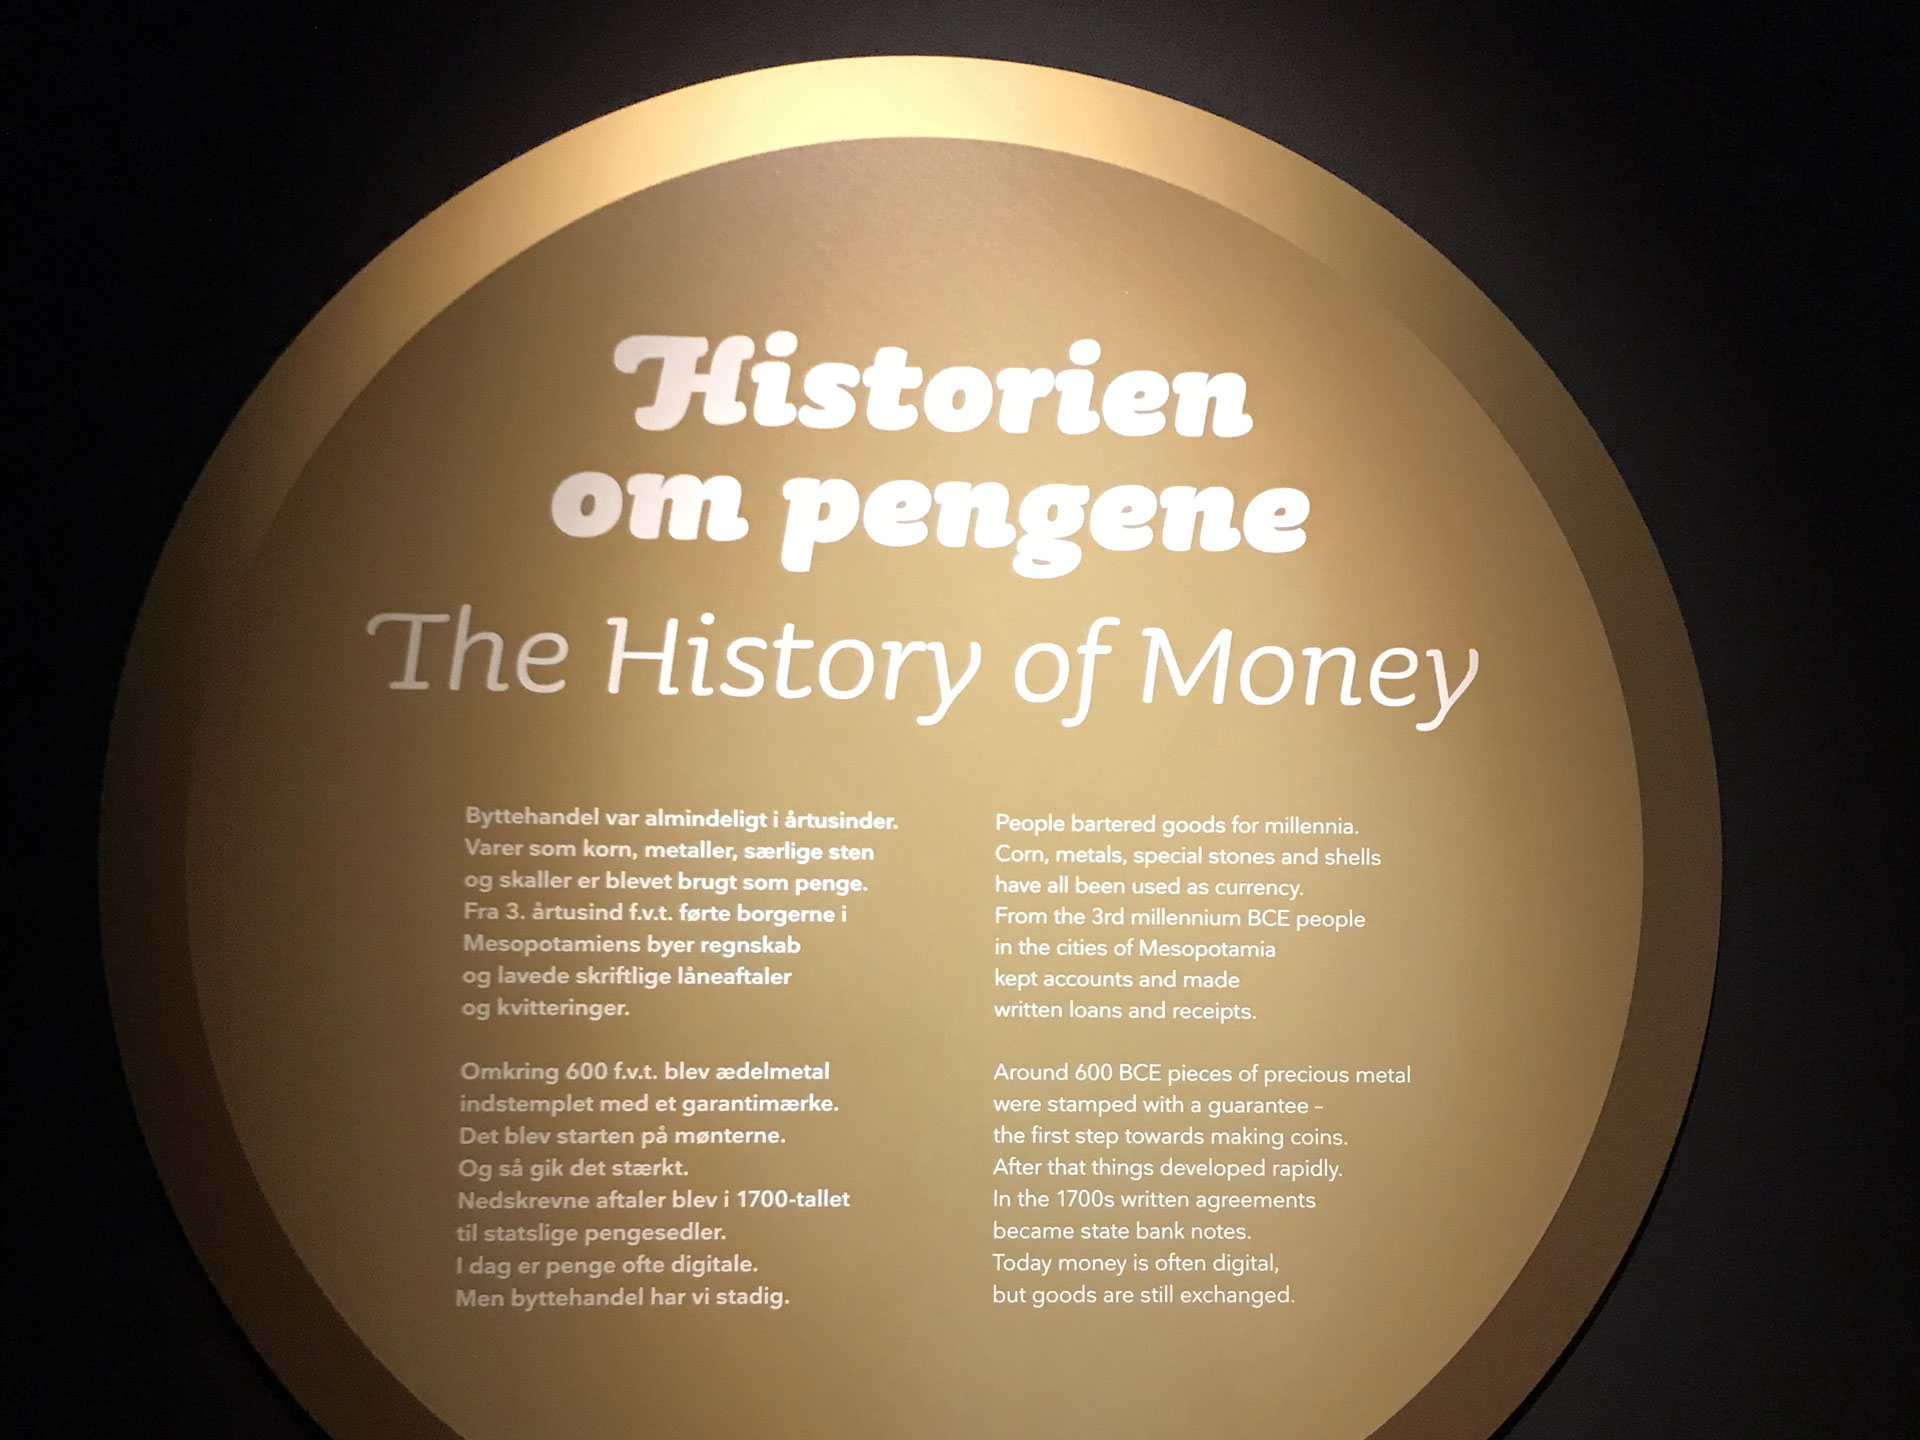 Historien
om pengene
The History of Money
Byttehandel var almindeligt i årtusinder.
Varer som korn, metaller, særlige sten
og skaller er blevet brugt som penge.
Fra 3. årtusind f.v.t. førte borgerne i
Mesopotamiens byer regnskab
og lavede skriftlige låneaftaler
og kvitteringer.
Omkring 600 f.v.t. blev ædelmetal
indstemplet med et garantimærke.
Det blev starten på mønterne.
Og så gik det stærkt.
Nedskrevne aftaler blev i 1700-tallet
til statslige pengesedler.
I dag er penge ofte digitale.
Men byttehandel har vi stadig.
People bartered goods for millennia.
Corn, metals, special stones and shells
have all been used as currency.
From the 3rd millennium BCE people
in the cities of Mesopotamia
kept accounts and made
written loans and receipts.
Around 600 BCE pieces of precious metal
were stamped with a guarantee –
the first step towards making coins.
After that things developed rapidly.
In the 1700s written agreements
became state bank notes.
Today money is often digital,
but goods are still exchanged.